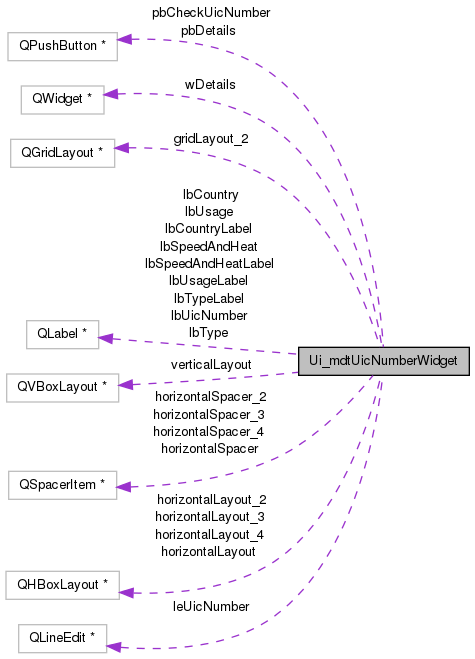 pbCheckUicNumber
pbDetails
QPushButton *
wDetails
QWidget *
gridLayout_2
QGridLayout *
lbCountry
lbUsage
lbCountryLabel
lbSpeedAndHeat
lbSpeedAndHeatLabel
lbUsageLabel
lbTypeLabel
lbUicNumber
lbType
QLabel *
Ui_mdtUicNumberWidget
verticalLayout
QVBoxLayout *
horizontalSpacer_2
horizontalSpacer_3
horizontalSpacer_4
horizontalSpacer
QSpacerItem *
horizontalLayout_2
horizontalLayout_3
horizontalLayout_4
horizontalLayout
QHBoxLayout *
leUicNumber
QLineEdit *